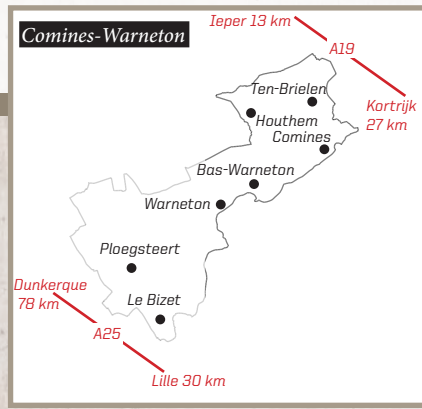 Comines-Warneton
Ieper 13 km
A19
Kortrijk
27 km
Ten-Brielen
Houthem
Comines
Bas-Warneton
Warneton
Ploegsteert
Le Bizet
Dunkerque
78 km
A25
Lille 30 km